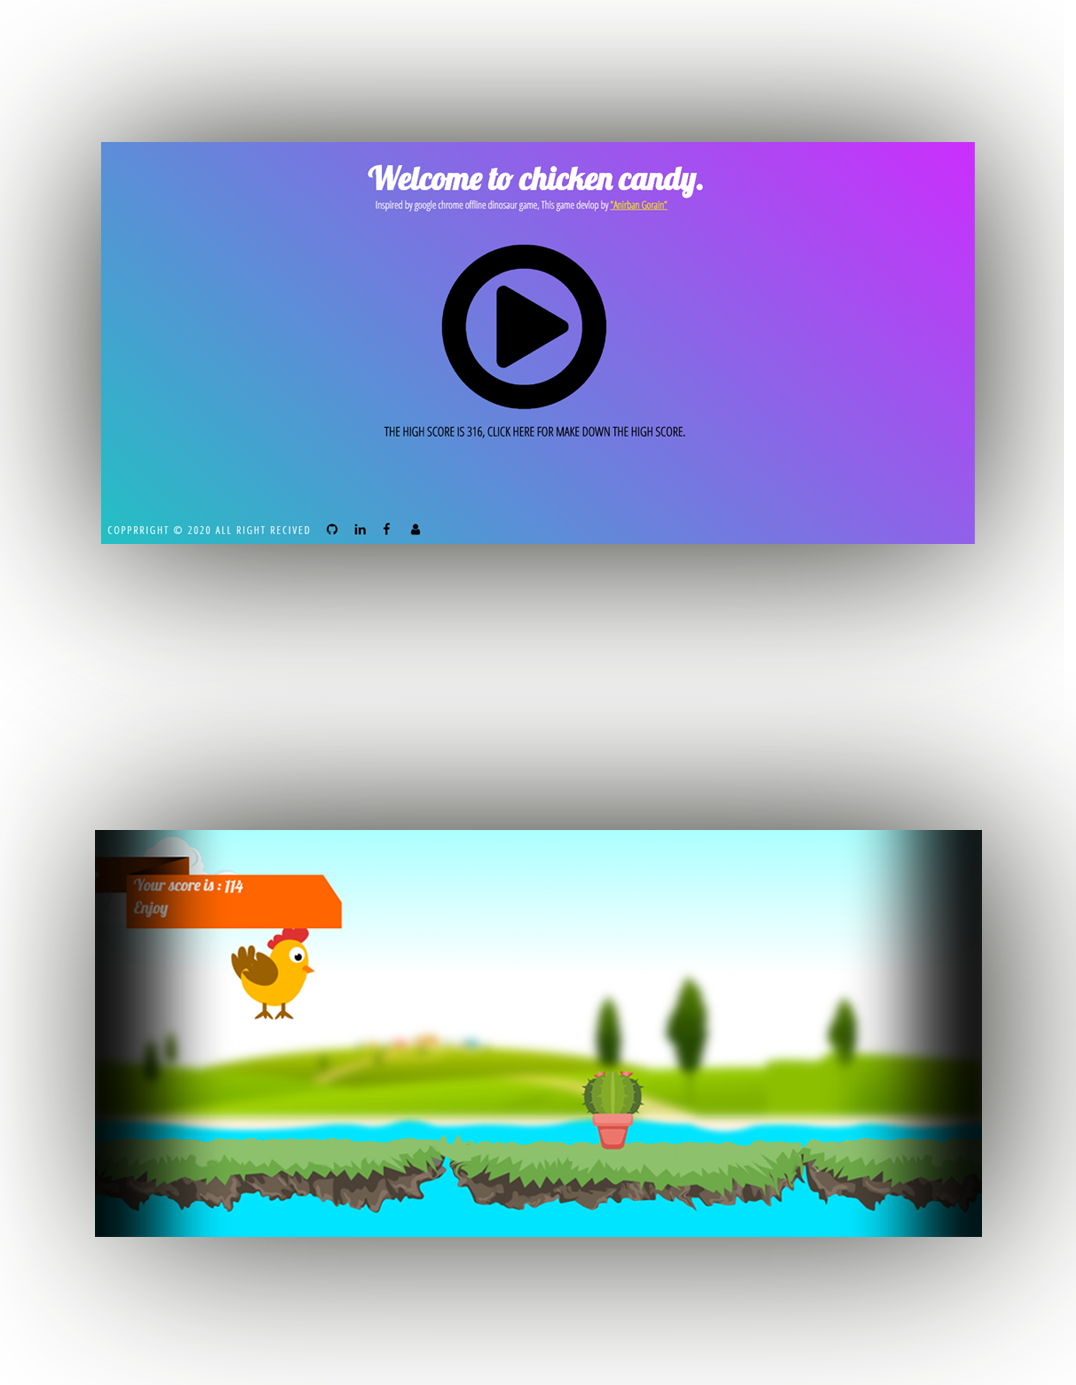 Welcome to chicken candy.
Inspired by google chrome offline dinosaur game, This game devlop by "Anirban Gorain"
THE HIGH SCORE IS 316, CLICK HERE FOR MAKE DOWN THE HIGH SCORE.
COPPRRIGHT © 2020 ALL RIGHT RECIVED
Your score is : 114
Enjoy